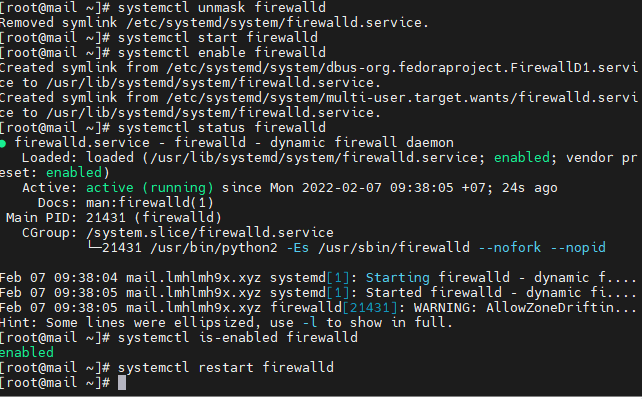 [root@mail ~]# systemctl unmask firewalld
Removed symlink /etc/systemd/system/firewalld.service.
[root@mail ~]# systemctl start firewalld
[root@mail ~]# systemctl enable firewalld
Created symlink from /etc/systemd/system/dbus-org.fedoraproject.FirewallD1.servi
ce to /usr/lib/systemd/system/firewalld.service.
Created symlink from /etc/systemd/system/multi-user.target.wants/firewalld.servi
ce to /usr/lib/systemd/system/firewalld.service.
[root@mail ~]# systemctl status firewalld
● firewalld.service - firewalld - dynamic firewall daemon
   Loaded: loaded (/usr/lib/systemd/system/firewalld.service; enabled; vendor pr
eset: enabled)
   Active: active (running) since Mon 2022-02-07 09:38:05 +07; 24s ago
     Docs: man:firewalld(1)
 Main PID: 21431 (firewalld)
   CGroup: /system.slice/firewalld.service
           └─21431 /usr/bin/python2 -Es /usr/sbin/firewalld --nofork --nopid

Feb 07 09:38:04 mail.lmhlmh9x.xyz systemd[1]: Starting firewalld - dynamic f....
Feb 07 09:38:05 mail.lmhlmh9x.xyz systemd[1]: Started firewalld - dynamic fi....
Feb 07 09:38:05 mail.lmhlmh9x.xyz firewalld[21431]: WARNING: AllowZoneDriftin...
Hint: Some lines were ellipsized, use -l to show in full.
[root@mail ~]# systemctl is-enabled firewalld
enabled
[root@mail ~]# systemctl restart firewalld
[root@mail ~]#